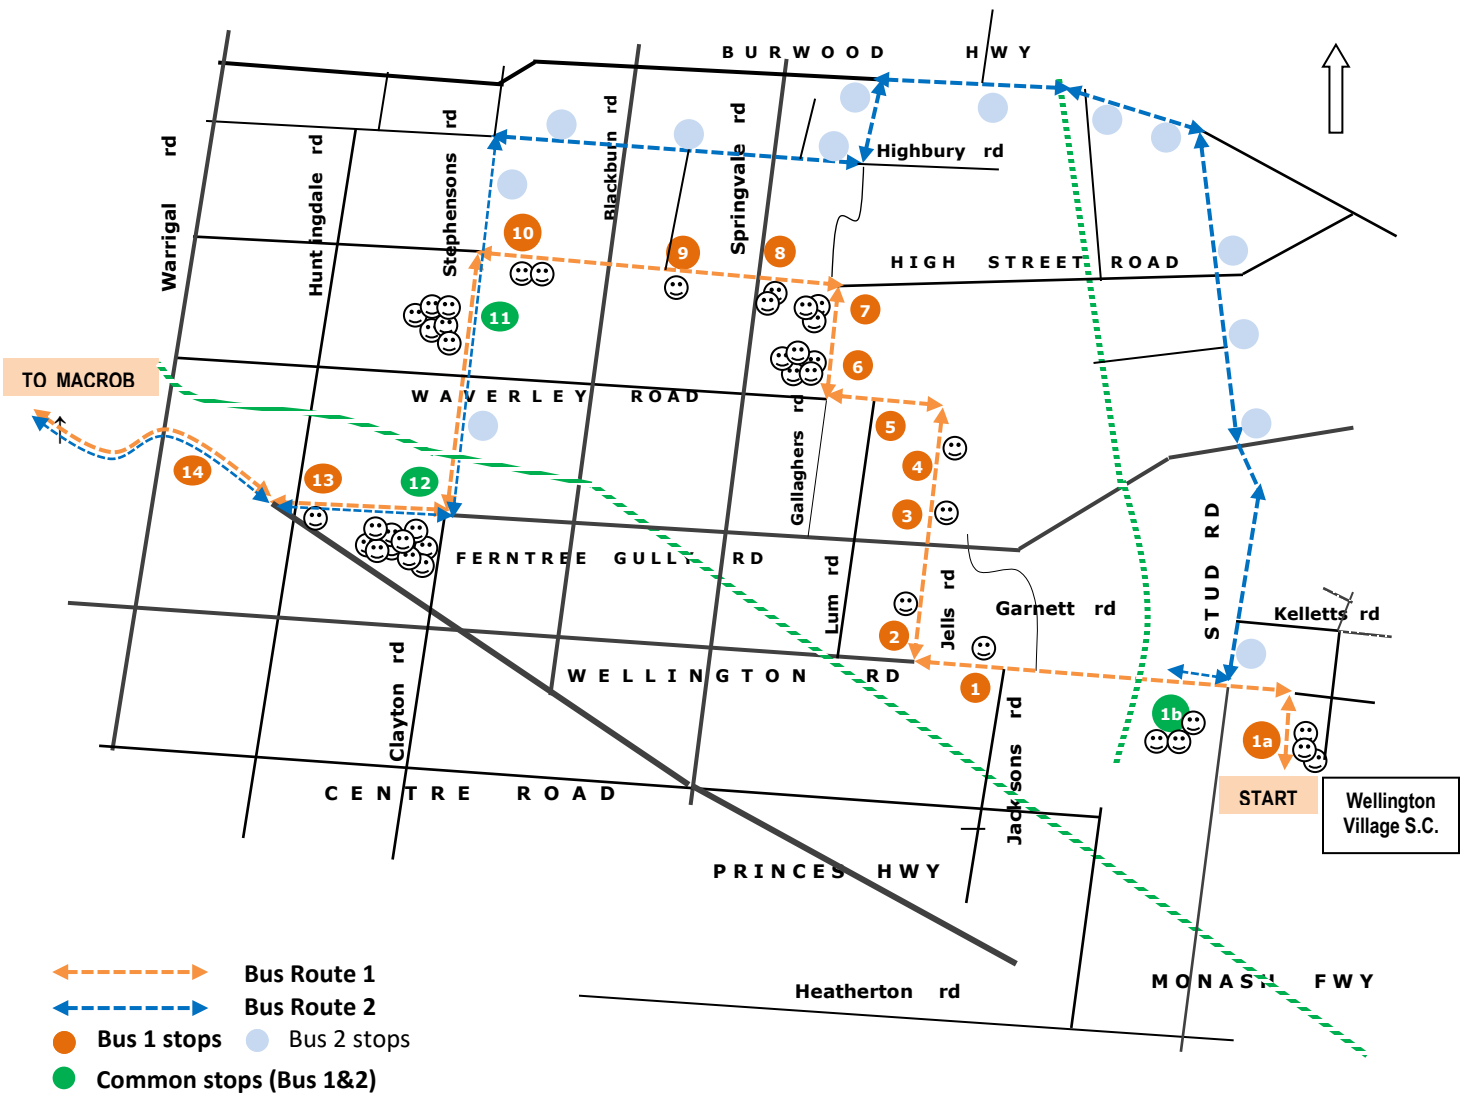 BURWOOD HWY
Warrigal rd
Huntingdale rd
Stephensons rd
Blackburn rd
Springvale rd
Highbury rd
10
9
8
HIGH STREET ROAD
11
7
6
TO MACROB
WAVERLEY ROAD
5
Gallaghers rd
4
14
13
12
3
FERNTREE GULLY RD
STUD RD
Lum rd
Jells rd
Garnett rd
Kelletts rd
2
WELLINGTON RD
1
1b
1a
Clayton rd
Jacksons rd
START
Wellington
Village S.C.
CENTRE ROAD
PRINCES HWY
MONASH FWY
Heatherton rd
Bus Route 1
Bus Route 2
Bus 1 stops
Bus 2 stops
Common stops (Bus 1&2)